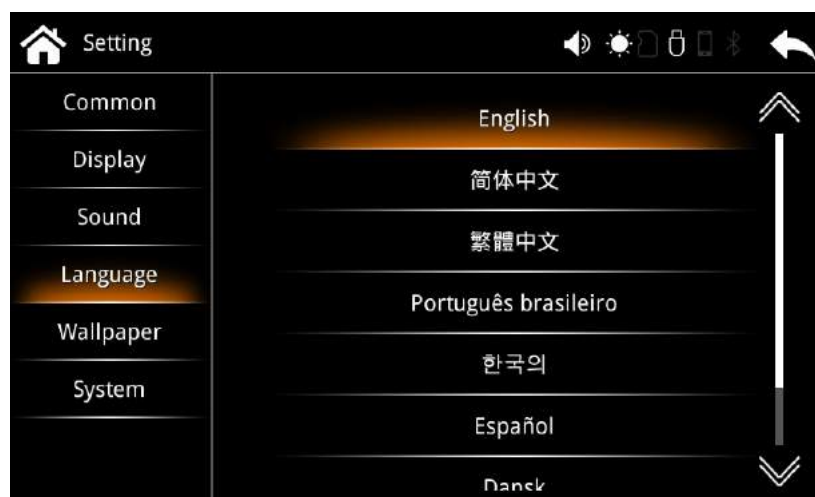 Setting
Common
Display
Sound
Language
Wallpaper
System
English
简体中文
繁體中文
Português brasileiro
한국의
Español
Dansk